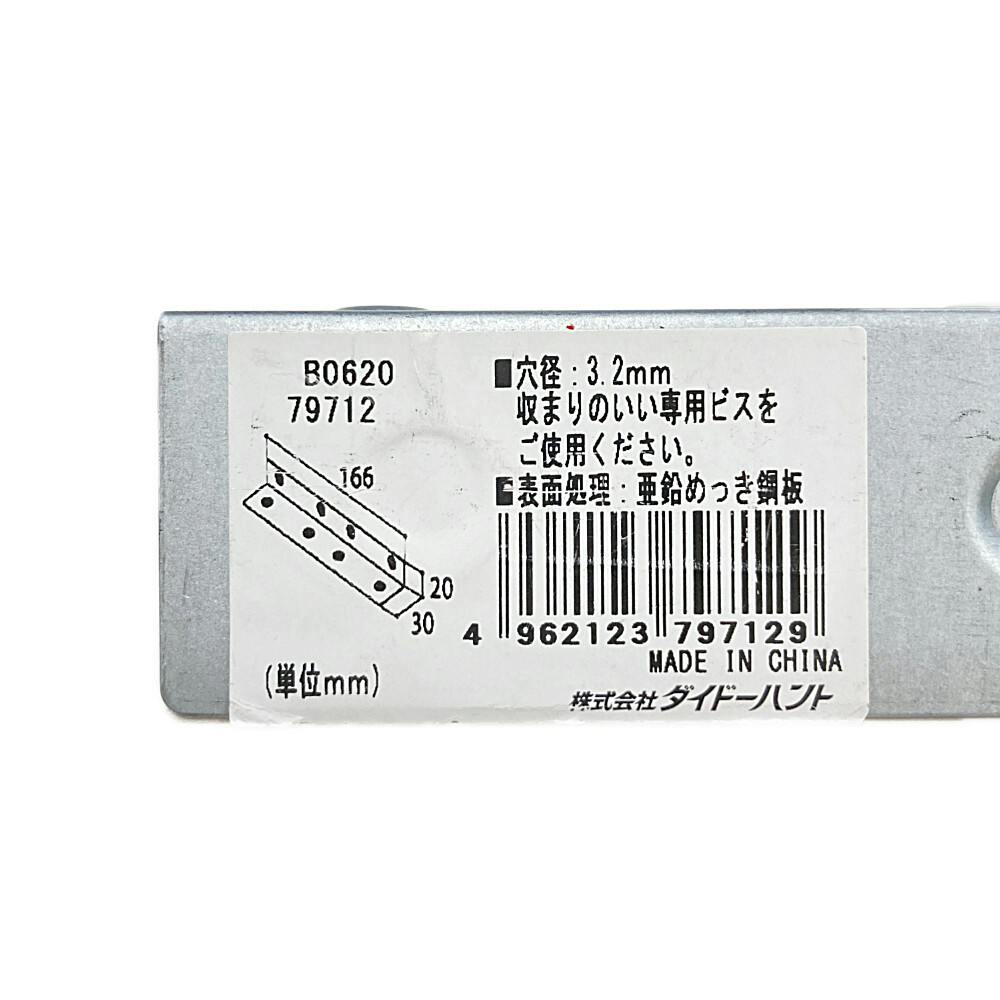 B0620
79712
166
20
30
(単位mm)
■穴径：3.2mm
収まりのいい専用ビスを
ご使用ください。
■表面処理：亜鉛めっき鋼板
4 962123 797129
MADE IN CHINA
株式会社 ダイドーハント